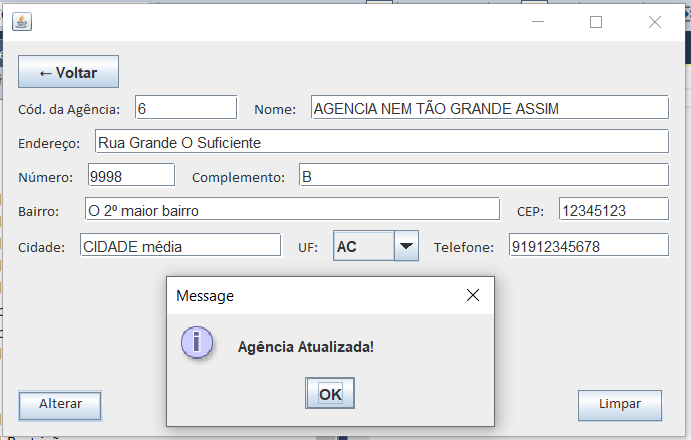 ← Voltar
Cód. da Agência: 6 Nome: AGENCIA NEM TÃO GRANDE ASSIM
Endereço: Rua Grande O Suficiente
Número: 9998 Complemento: B
Bairro: O 2º maior bairro CEP: 12345123
Cidade: CIDADE média UF: AC Telefone: 91912345678
Message
Agência Atualizada!
OK
Alterar Limpar